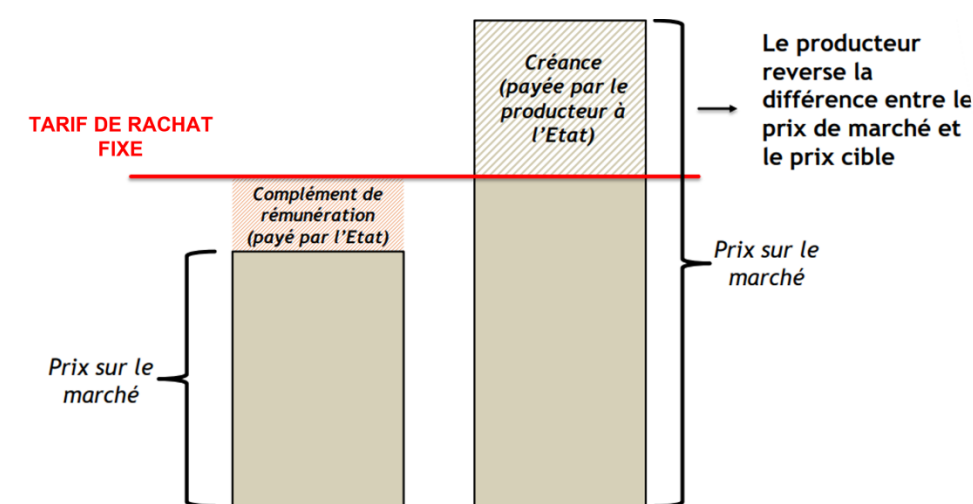 TARIF DE RACHAT
FIXE
Complément de
rémunération
(payé par l'Etat)
Prix sur le
marché
Créance
(payée par le
producteur à
l'Etat)
Le producteur
reverse la
différence entre le
prix de marché et
le prix cible
Prix sur le
marché